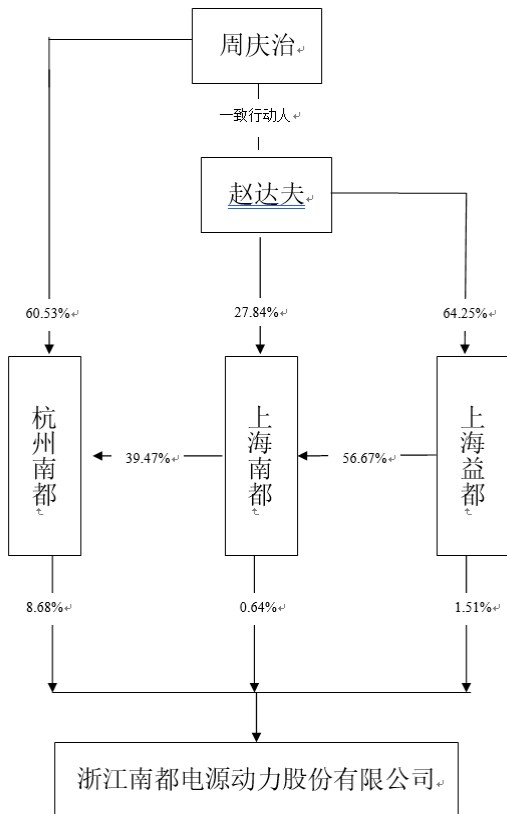 周庆治
一致行动人
赵达夫
60.53%
27.84%
64.25%
杭州南都
上海南都
上海益都
39.47%
56.67%
8.68%
0.64%
1.51%
浙江南都电源动力股份有限公司